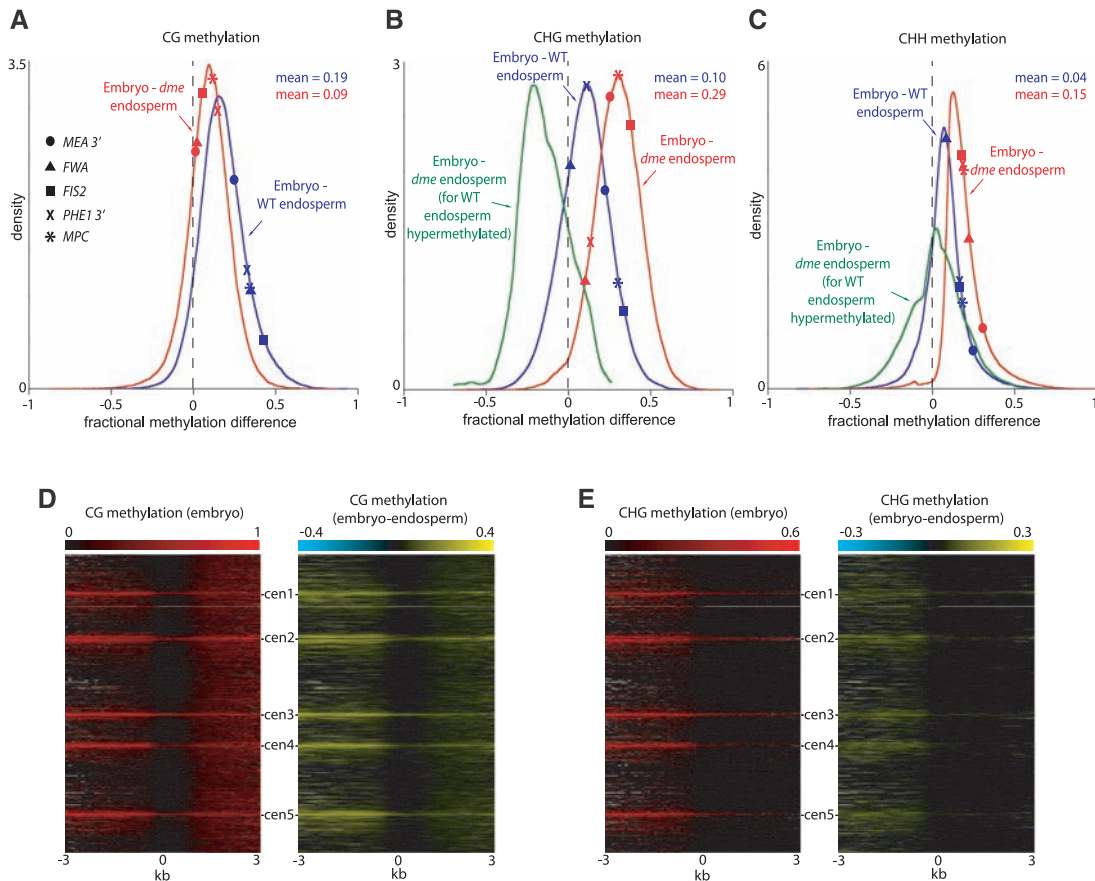 A
CG methylation
3.5
Embryo - dme
endosperm
mean = 0.19
mean = 0.09
MEA 3'
FWA
FIS2
PHE1 3'
MPC
Embryo -
WT endosperm
density
0
-1
-0.5
0
0.5
1
fractional methylation difference
B
CHG methylation
3
Embryo - WT
endosperm
mean = 0.10
mean = 0.29
Embryo -
dme endosperm
(for WT
endosperm
hypermethylated)
Embryo -
dme endosperm
density
0
-1
-0.5
0
0.5
1
fractional methylation difference
C
CHH methylation
6
mean = 0.04
mean = 0.15
Embryo - WT
endosperm
Embryo -
dme endosperm
Embryo -
dme endosperm
(for WT
endosperm
hypermethylated)
density
0
-1
-0.5
0
0.5
1
fractional methylation difference
D
CG methylation (embryo)
0
1
CG methylation
(embryo-endosperm)
-0.4
0.4
cen1
cen2
cen3
cen4
cen5
-3
0
3
kb
-3
0
3
kb
E
CHG methylation (embryo)
0
0.6
CHG methylation
(embryo-endosperm)
-0.3
0.3
cen1
cen2
cen3
cen4
cen5
-3
0
3
kb
-3
0
3
kb